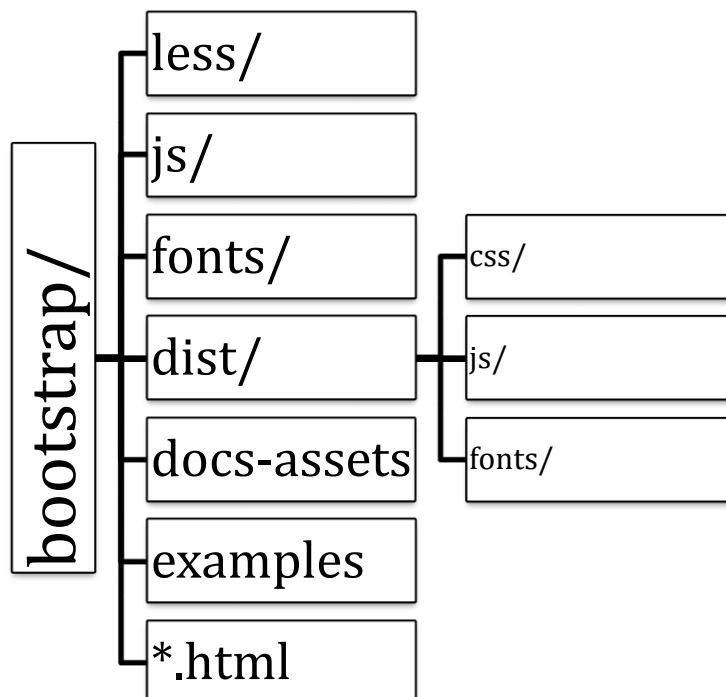 bootstrap/
less/
js/
fonts/
dist/
css/
js/
fonts/
docs-assets
examples
*.html